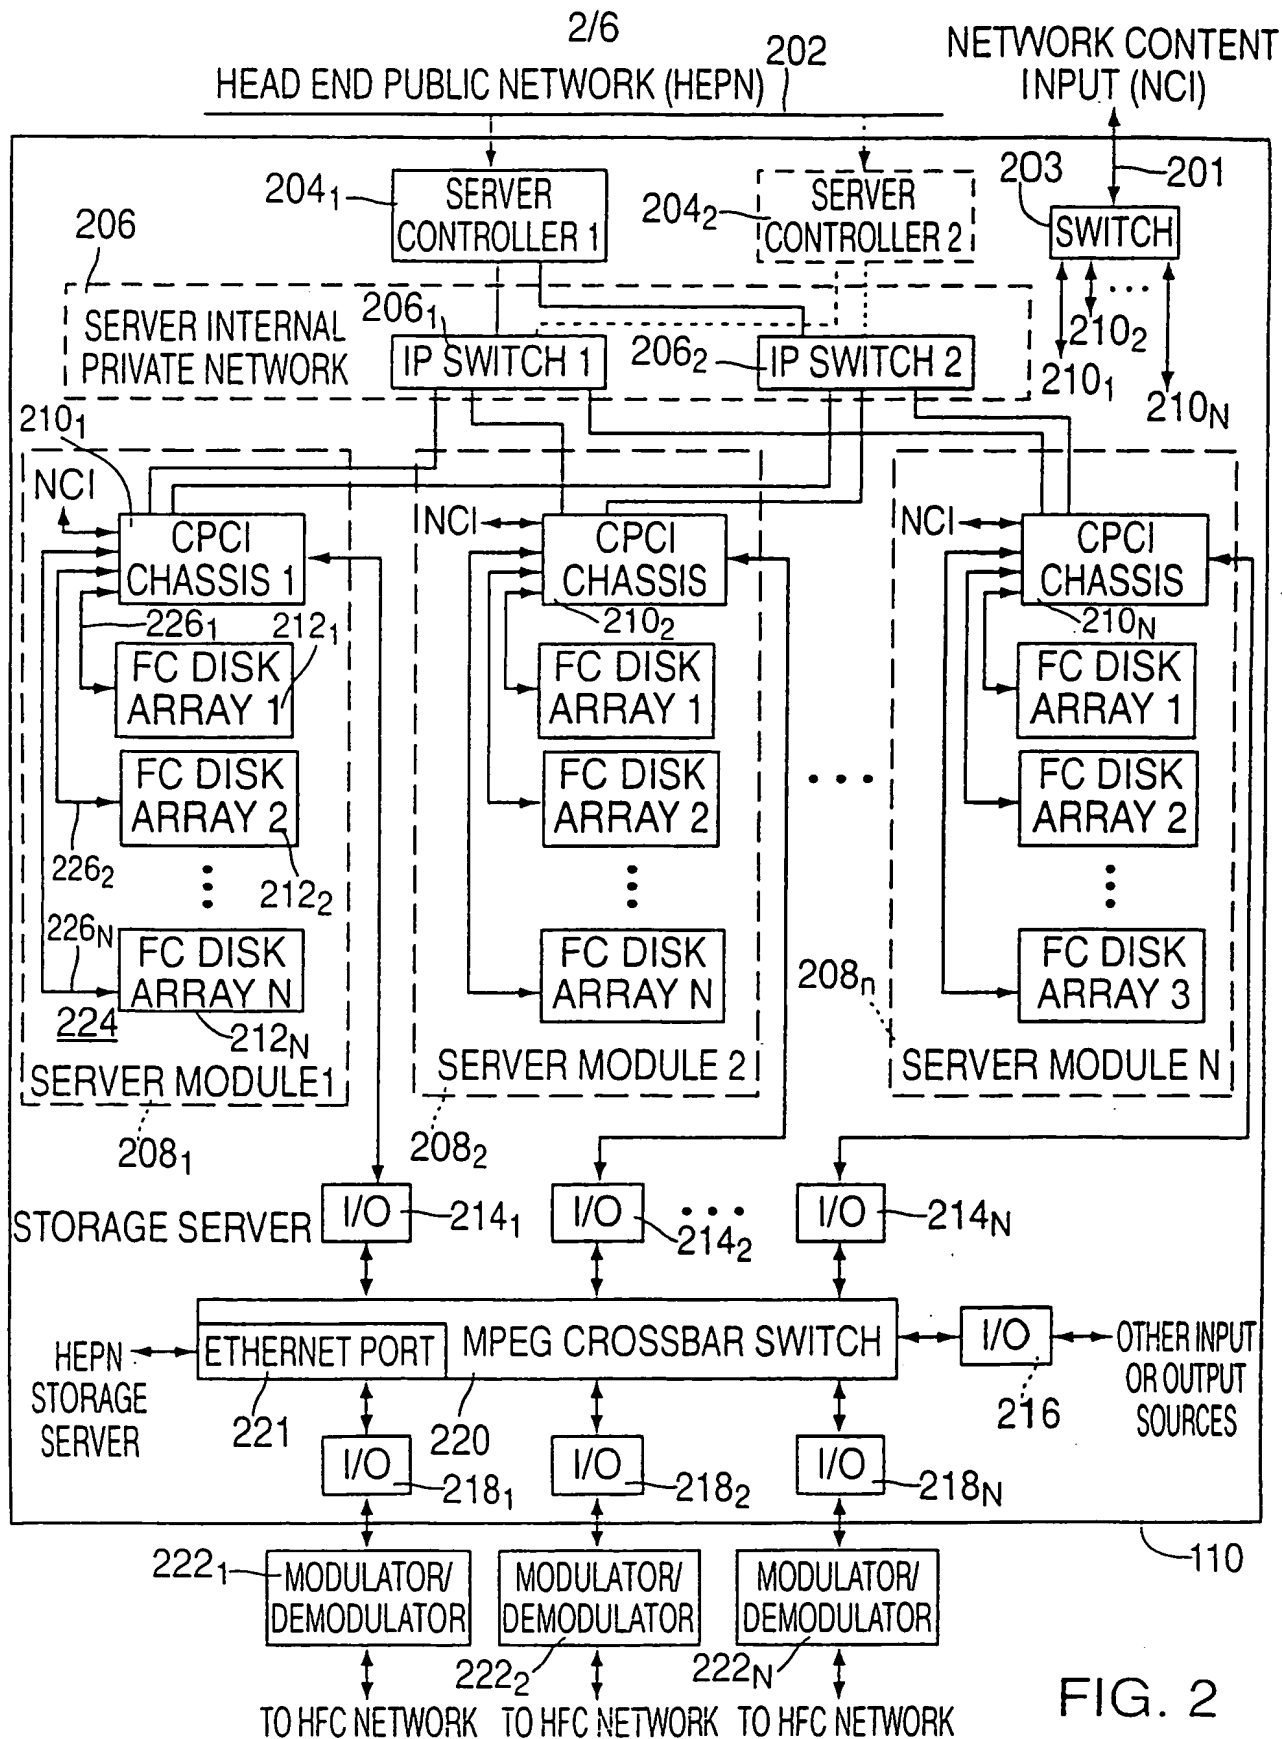 2/6
HEAD END PUBLIC NETWORK (HEPN)
202
NETWORK CONTENT
INPUT (NCI)
201
203
SWITCH
210₁
210₂
210N
204₁
SERVER
CONTROLLER 1
204₂
SERVER
CONTROLLER 2
206
SERVER INTERNAL
PRIVATE NETWORK
206₁
IP SWITCH 1
206₂
IP SWITCH 2
210₁
NCI
CPCI
CHASSIS 1
226₁
212₁
FC DISK
ARRAY 1
FC DISK
ARRAY 2
226₂
212₂
226N
FC DISK
ARRAY N
224
212N
SERVER MODULE1
208₁
NCI
CPCI
CHASSIS
210₂
FC DISK
ARRAY 1
FC DISK
ARRAY 2
FC DISK
ARRAY N
SERVER MODULE 2
208₂
NCI
CPCI
CHASSIS
210N
FC DISK
ARRAY 1
FC DISK
ARRAY 2
FC DISK
ARRAY 3
208n
SERVER MODULE N
STORAGE SERVER
I/O
214₁
I/O
214₂
I/O
214N
HEPN
STORAGE
SERVER
ETHERNET PORT
MPEG CROSSBAR SWITCH
I/O
OTHER INPUT
OR OUTPUT
SOURCES
221
220
216
I/O
218₁
I/O
218₂
I/O
218N
110
222₁
MODULATOR/
DEMODULATOR
MODULATOR/
DEMODULATOR
222₂
MODULATOR/
DEMODULATOR
222N
TO HFC NETWORK
TO HFC NETWORK
TO HFC NETWORK
FIG. 2